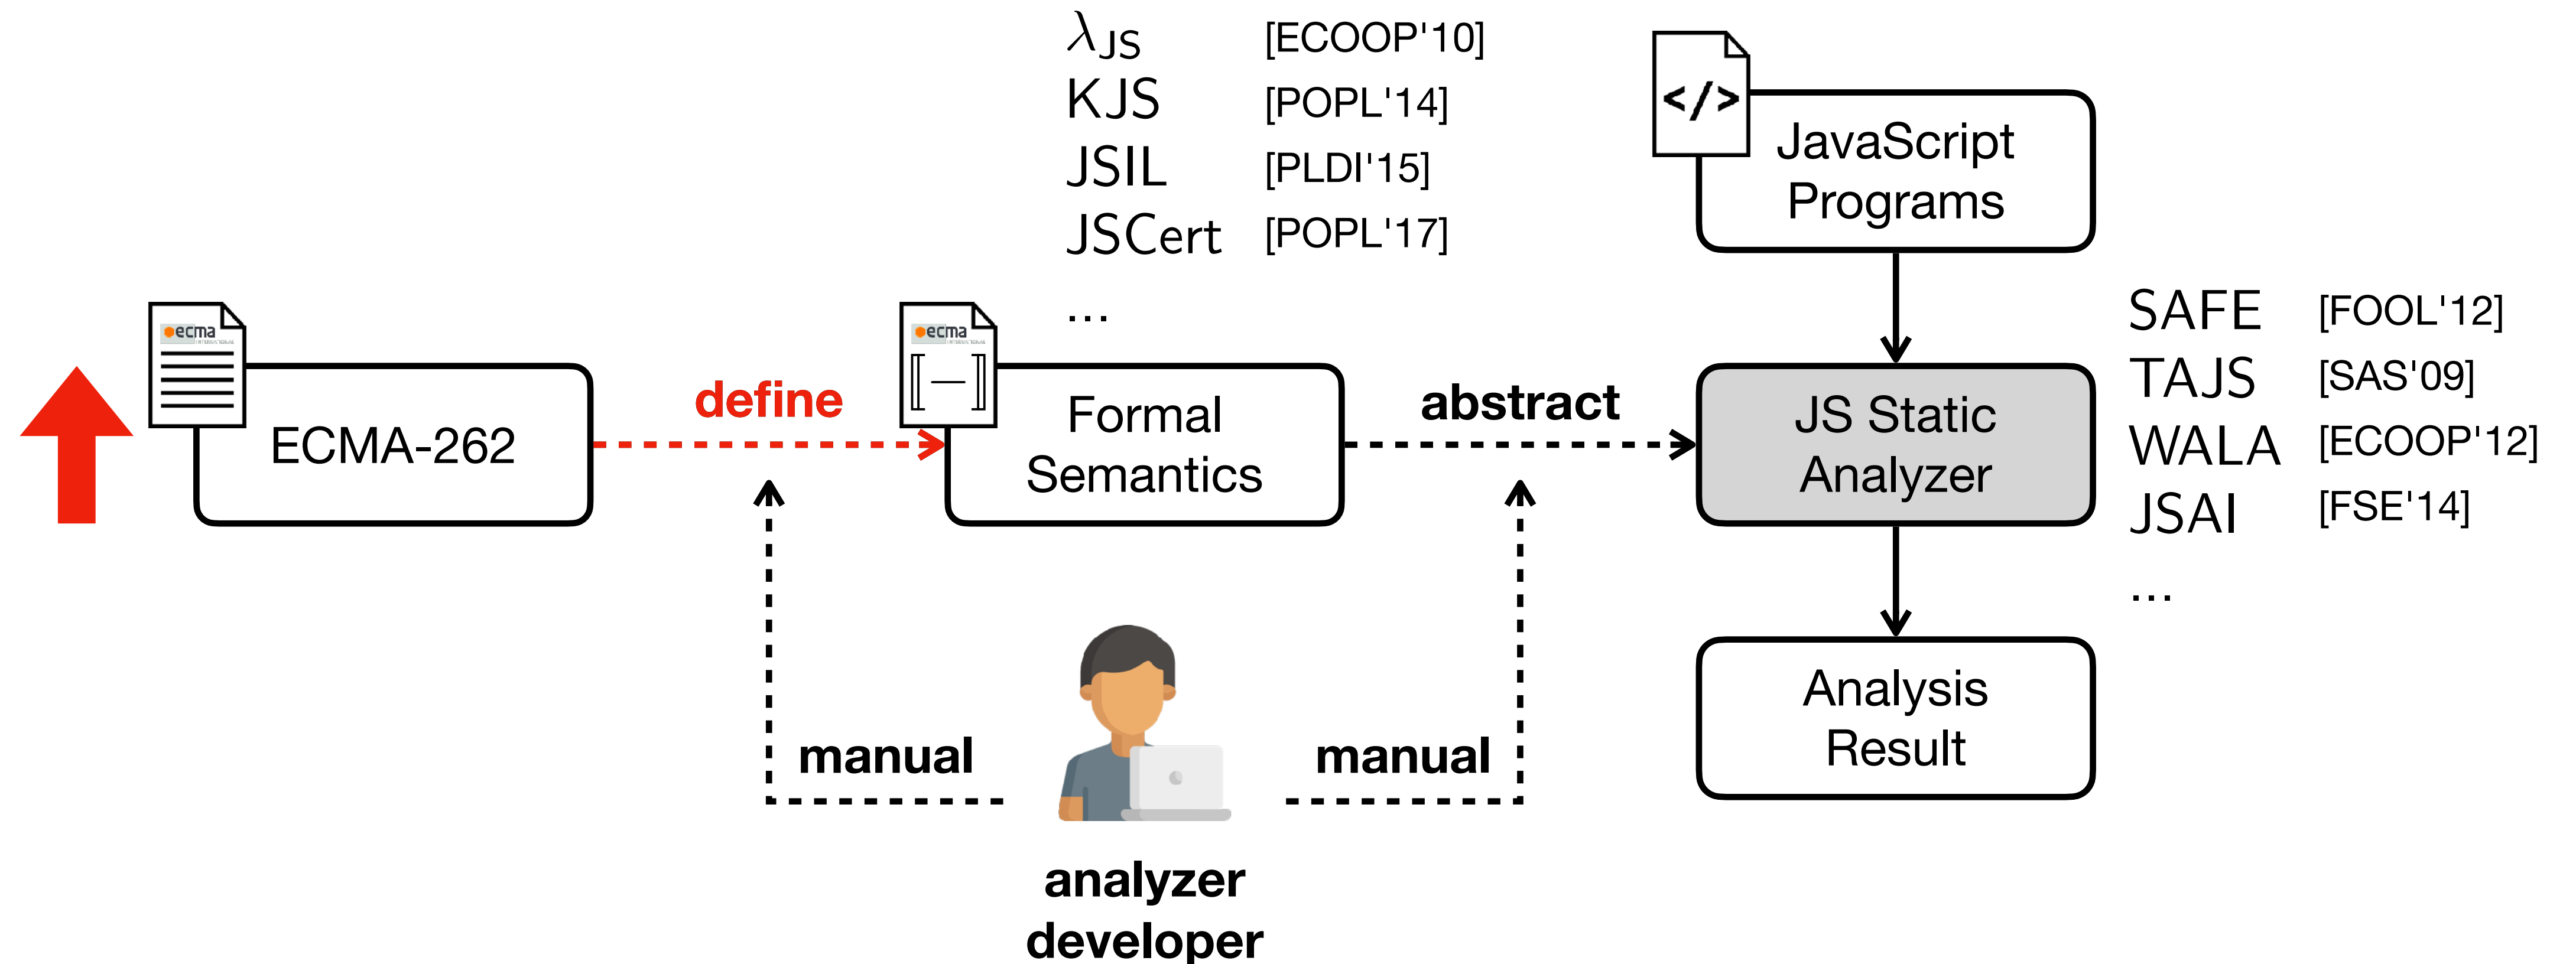 λJS [ECOOP'10]
KJS [POPL'14]
JSIL [PLDI'15]
JSCert [POPL'17]
...
</>
JavaScript
Programs
ecma
ECMA-262
define
ecma
⟦—⟧
Formal
Semantics
abstract
JS Static
Analyzer
SAFE [FOOL'12]
TAJS [SAS'09]
WALA [ECOOP'12]
JSAI [FSE'14]
...
manual
manual
analyzer
developer
Analysis
Result